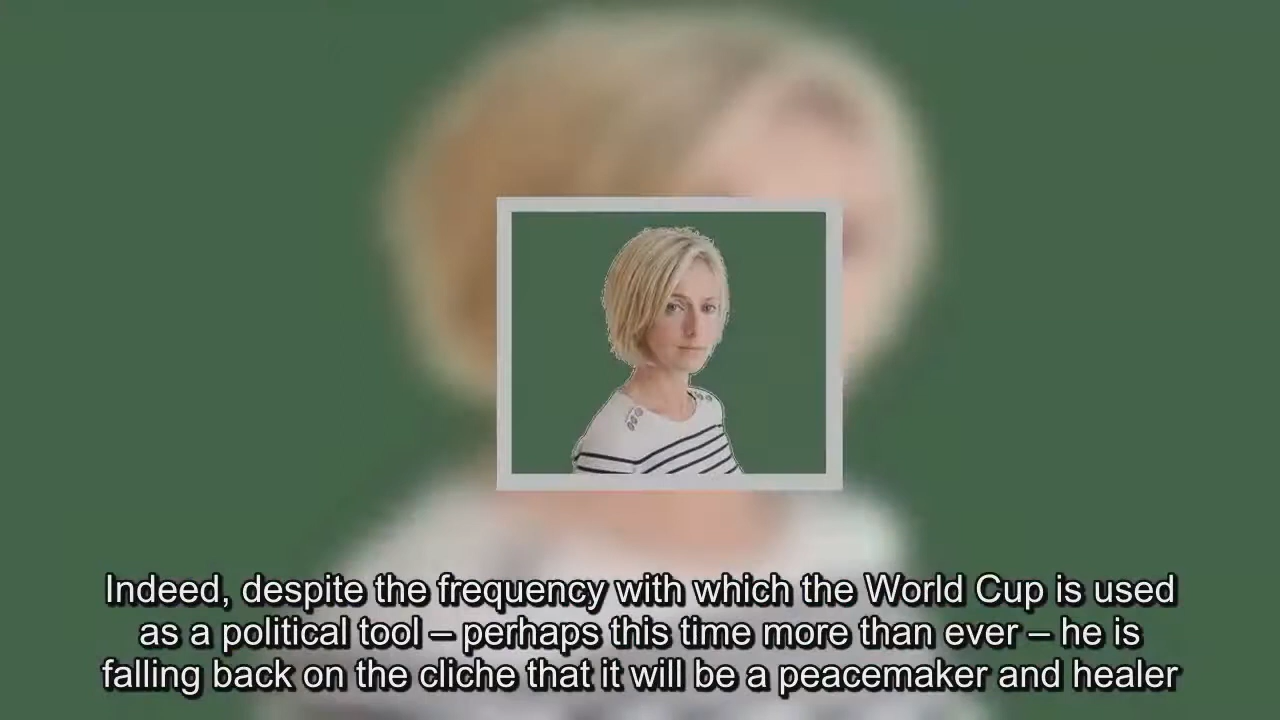 Indeed, despite the frequency with which the World Cup is used
as a political tool – perhaps this time more than ever – he is
falling back on the cliche that it will be a peacemaker and healer